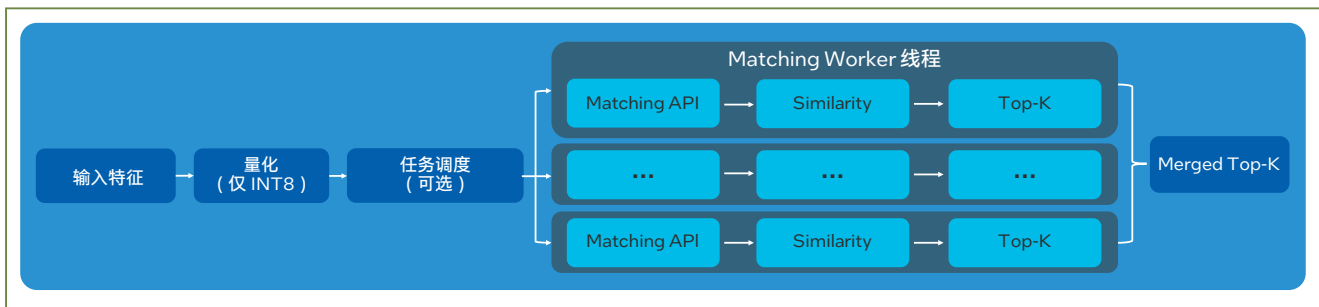 Matching Worker 线程
Matching API
Similarity
Top-K
输入特征
量化
(仅 INT8)
任务调度
(可选)
...
...
...
Merged Top-K
Matching API
Similarity
Top-K